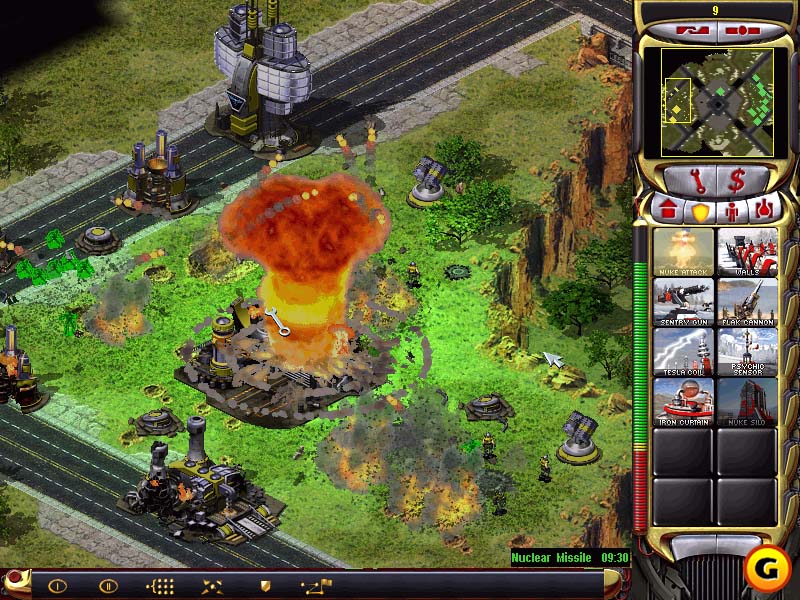 9
$
NUKE ATTACK
WALLS
SENTRY GUN
FLAK CANNON
TESLA COIL
PSYCHIC SENSOR
IRON CURTAIN
NUKE SILO
Nuclear Missile 09:30
I
II
G